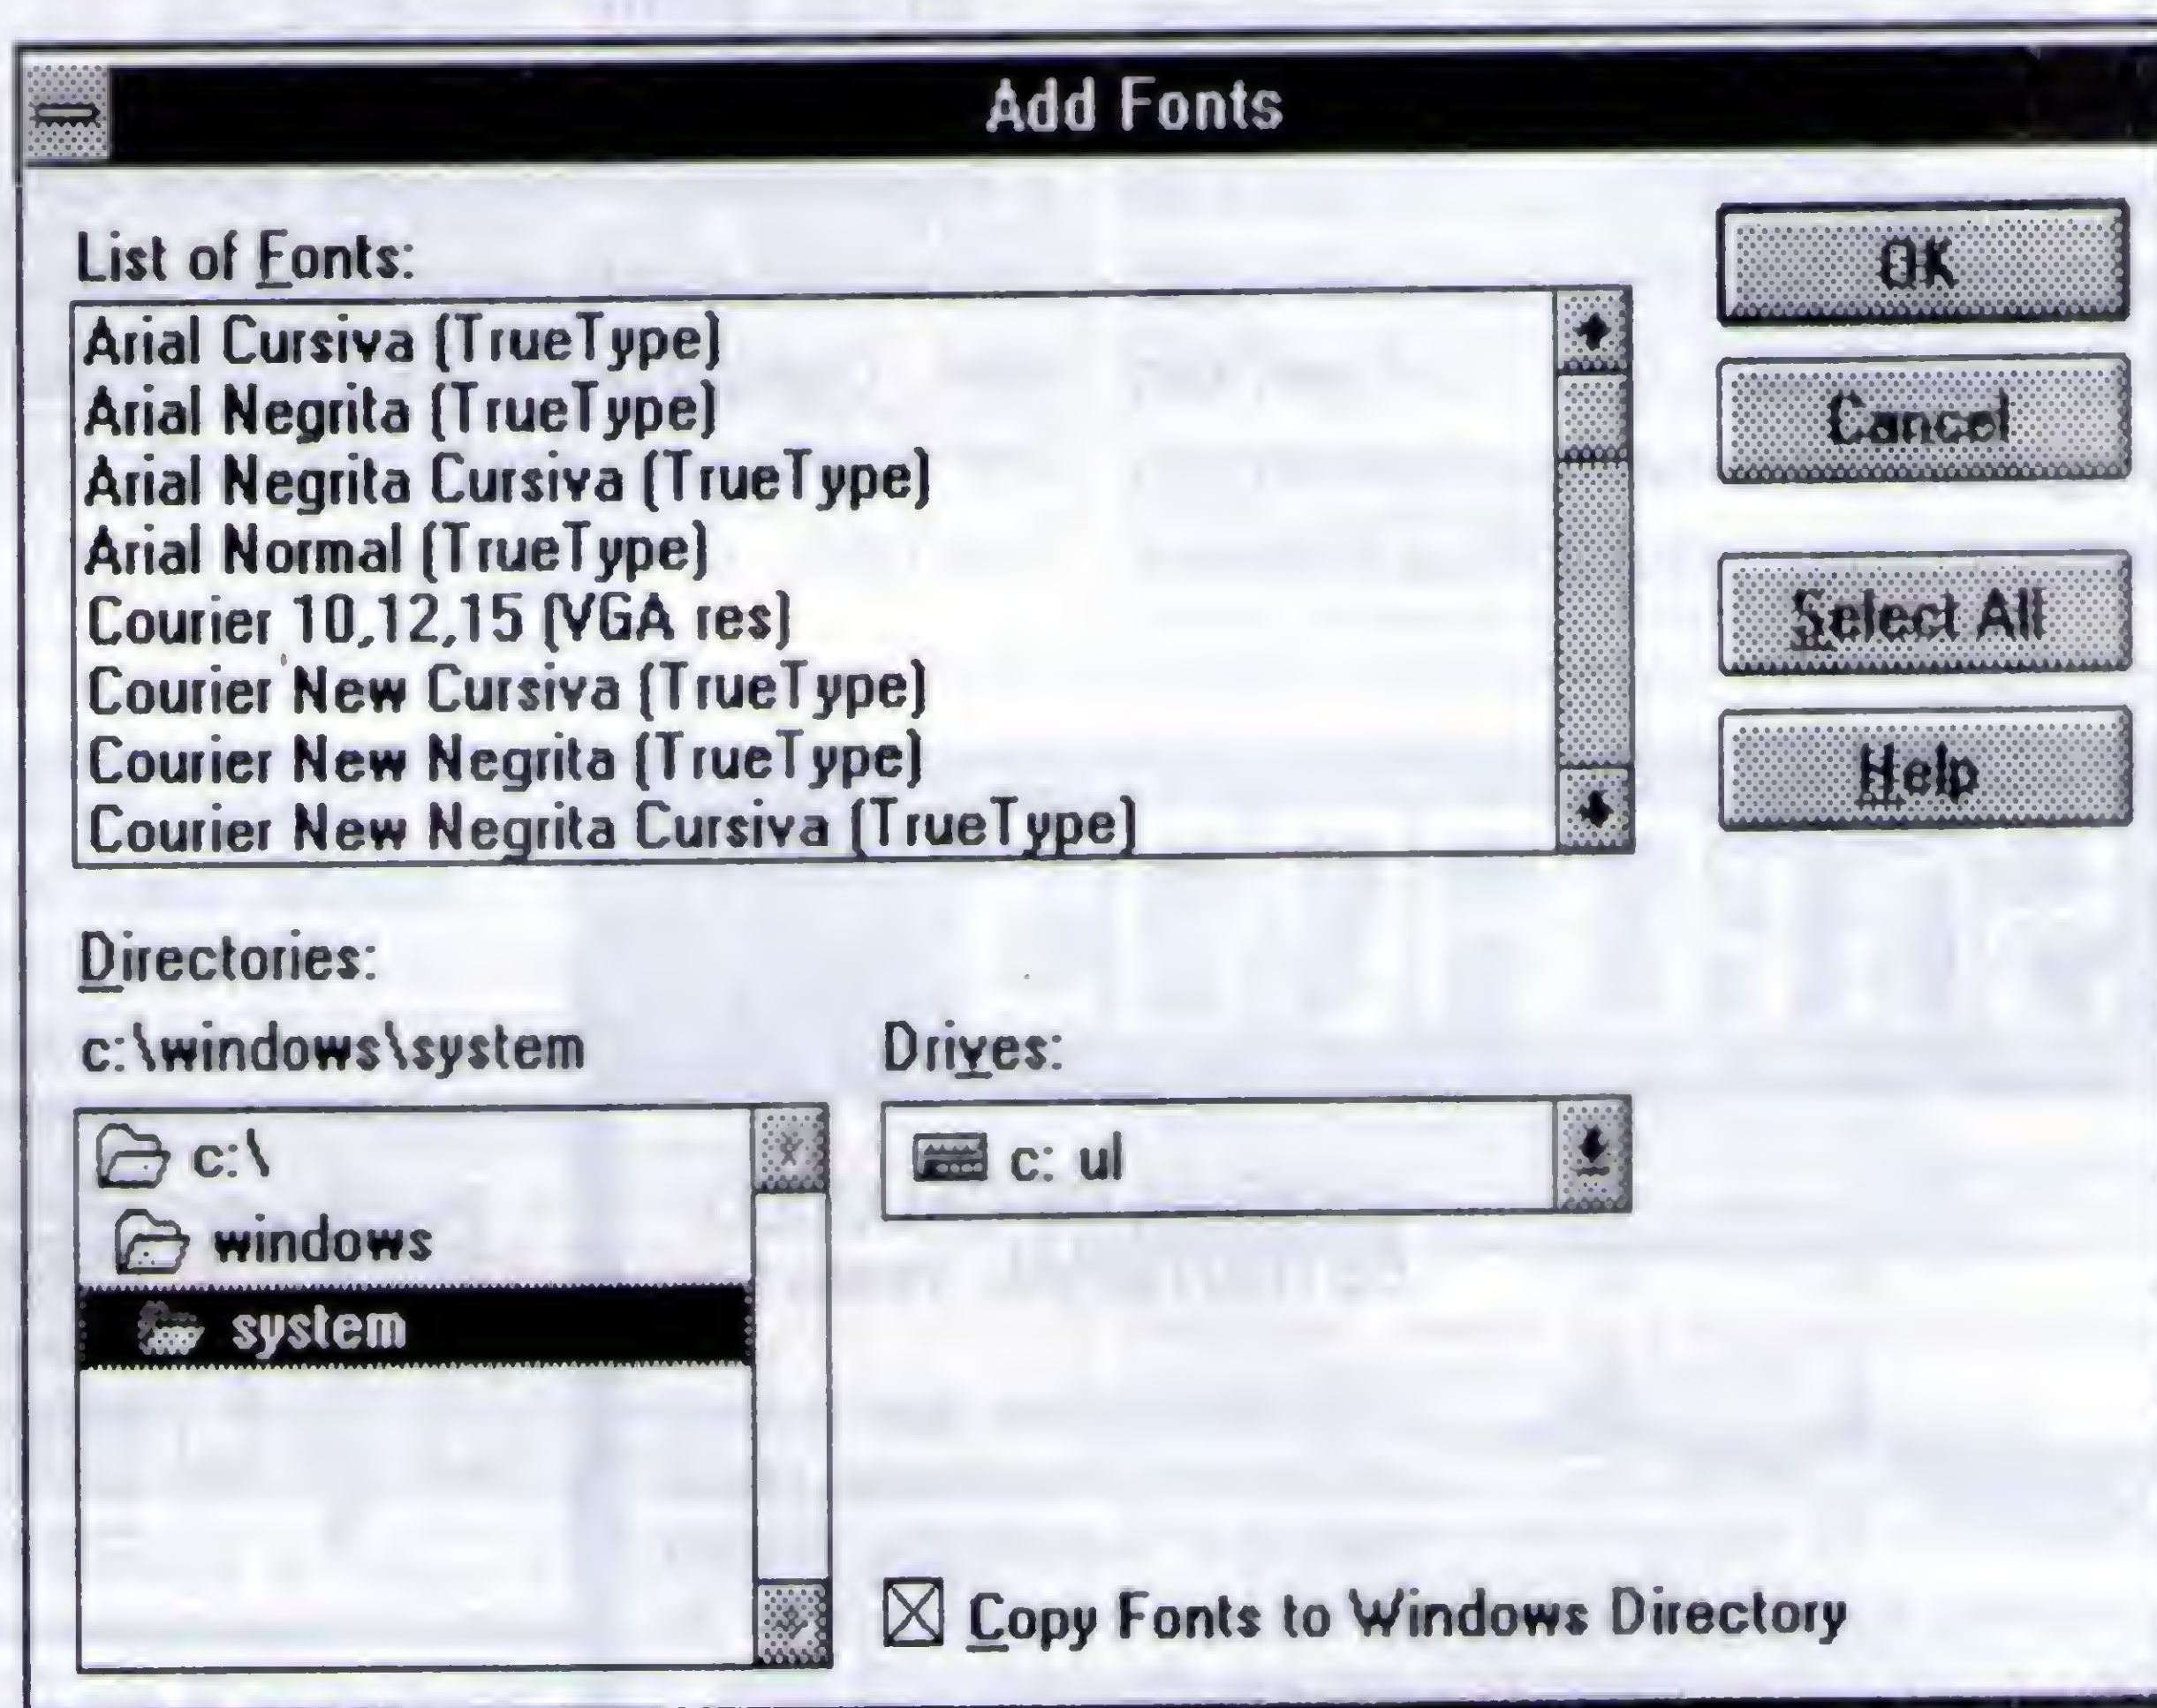 Add Fonts
List of Fonts:
Arial Cursiva (TrueType)
Arial Negrita (TrueType)
Arial Negrita Cursiva (TrueType)
Arial Normal (TrueType)
Courier 10,12,15 (VGA res)
Courier New Cursiva (TrueType)
Courier New Negrita (TrueType)
Courier New Negrita Cursiva (TrueType)
OK
Cancel
Select All
Help
Directories:
c:\windows\system
c:\
windows
system
Drives:
c: ul
Copy Fonts to Windows Directory